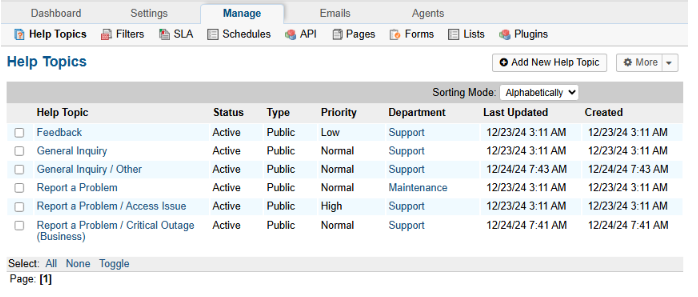 Dashboard Settings Manage Emails Agents
Help Topics Filters SLA Schedules API Pages Forms Lists Plugins
Help Topics Add New Help Topic More
Sorting Mode: Alphabetically
Help Topic Status Type Priority Department Last Updated Created
Feedback Active Public Low Support 12/23/24 3:11 AM 12/23/24 3:11 AM
General Inquiry Active Public Normal Support 12/23/24 3:11 AM 12/23/24 3:11 AM
General Inquiry / Other Active Public Normal Support 12/24/24 7:43 AM 12/24/24 7:43 AM
Report a Problem Active Public Normal Maintenance 12/23/24 3:11 AM 12/23/24 3:11 AM
Report a Problem / Access Issue Active Public High Support 12/23/24 3:11 AM 12/23/24 3:11 AM
Report a Problem / Critical Outage Active Public Normal Support 12/24/24 7:41 AM 12/24/24 7:41 AM
(Business)
Select: All None Toggle
Page: [1]